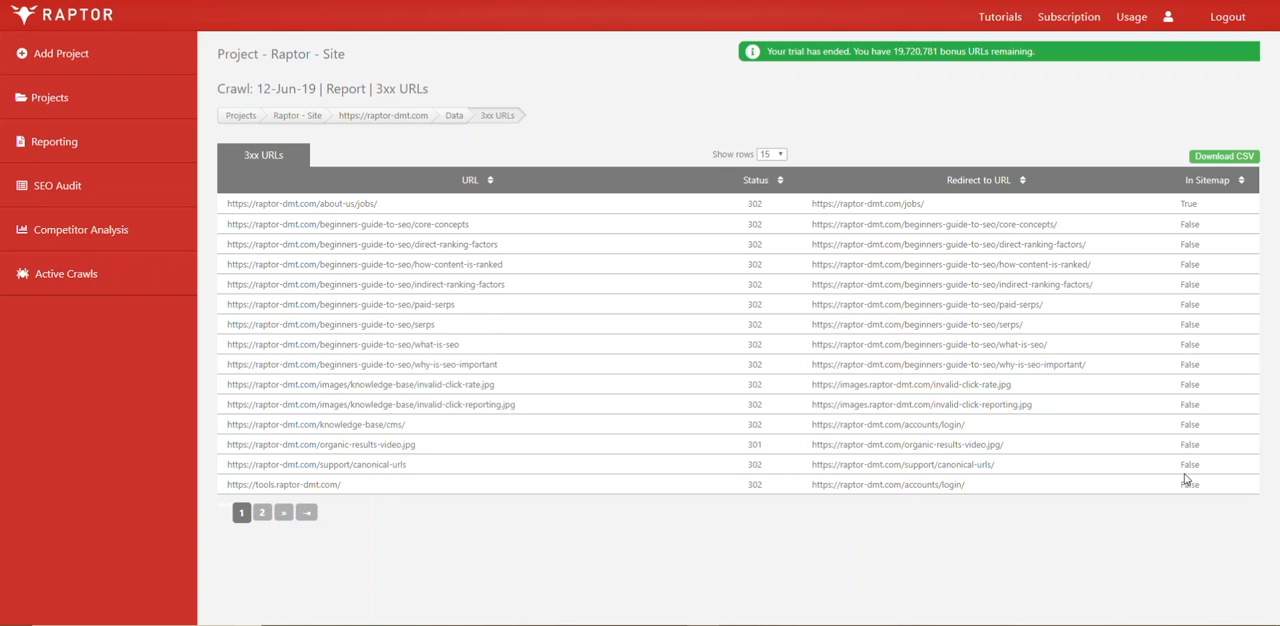 RAPTOR
Tutorials Subscription Usage Logout
Add Project
Projects
Reporting
SEO Audit
Competitor Analysis
Active Crawls
Project - Raptor - Site
Your trial has ended. You have 19,720,781 bonus URLs remaining.
Crawl: 12-Jun-19 | Report | 3xx URLs
Projects Raptor - Site https://raptor-dmt.com Data 3xx URLs
3xx URLs Show rows 15 Download CSV
URL Status Redirect to URL In Sitemap
https://raptor-dmt.com/about-us/jobs/ 302 https://raptor-dmt.com/jobs/ True
https://raptor-dmt.com/beginners-guide-to-seo/core-concepts 302 https://raptor-dmt.com/beginners-guide-to-seo/core-concepts/ False
https://raptor-dmt.com/beginners-guide-to-seo/direct-ranking-factors 302 https://raptor-dmt.com/beginners-guide-to-seo/direct-ranking-factors/ False
https://raptor-dmt.com/beginners-guide-to-seo/how-content-is-ranked 302 https://raptor-dmt.com/beginners-guide-to-seo/how-content-is-ranked/ False
https://raptor-dmt.com/beginners-guide-to-seo/indirect-ranking-factors 302 https://raptor-dmt.com/beginners-guide-to-seo/indirect-ranking-factors/ False
https://raptor-dmt.com/beginners-guide-to-seo/paid-serps 302 https://raptor-dmt.com/beginners-guide-to-seo/paid-serps/ False
https://raptor-dmt.com/beginners-guide-to-seo/serps 302 https://raptor-dmt.com/beginners-guide-to-seo/serps/ False
https://raptor-dmt.com/beginners-guide-to-seo/what-is-seo 302 https://raptor-dmt.com/beginners-guide-to-seo/what-is-seo/ False
https://raptor-dmt.com/beginners-guide-to-seo/why-is-seo-important 302 https://raptor-dmt.com/beginners-guide-to-seo/why-is-seo-important/ False
https://raptor-dmt.com/images/knowledge-base/invalid-click-rate.jpg 302 https://images.raptor-dmt.com/invalid-click-rate.jpg False
https://raptor-dmt.com/images/knowledge-base/invalid-click-reporting.jpg 302 https://images.raptor-dmt.com/invalid-click-reporting.jpg False
https://raptor-dmt.com/knowledge-base/cms/ 302 https://raptor-dmt.com/accounts/login/ False
https://raptor-dmt.com/organic-results-video.jpg 301 https://raptor-dmt.com/organic-results-video.jpg/ False
https://raptor-dmt.com/support/canonical-urls 302 https://raptor-dmt.com/support/canonical-urls/ False
https://tools.raptor-dmt.com/ 302 https://raptor-dmt.com/accounts/login/ False
1 2 » →